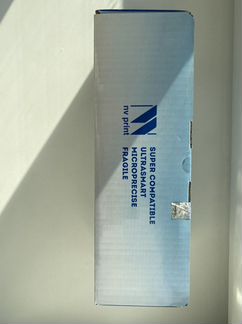 nv print
SUPER COMPATIBLE
ULTRASMART
MICROPRECISE
FRAGILE